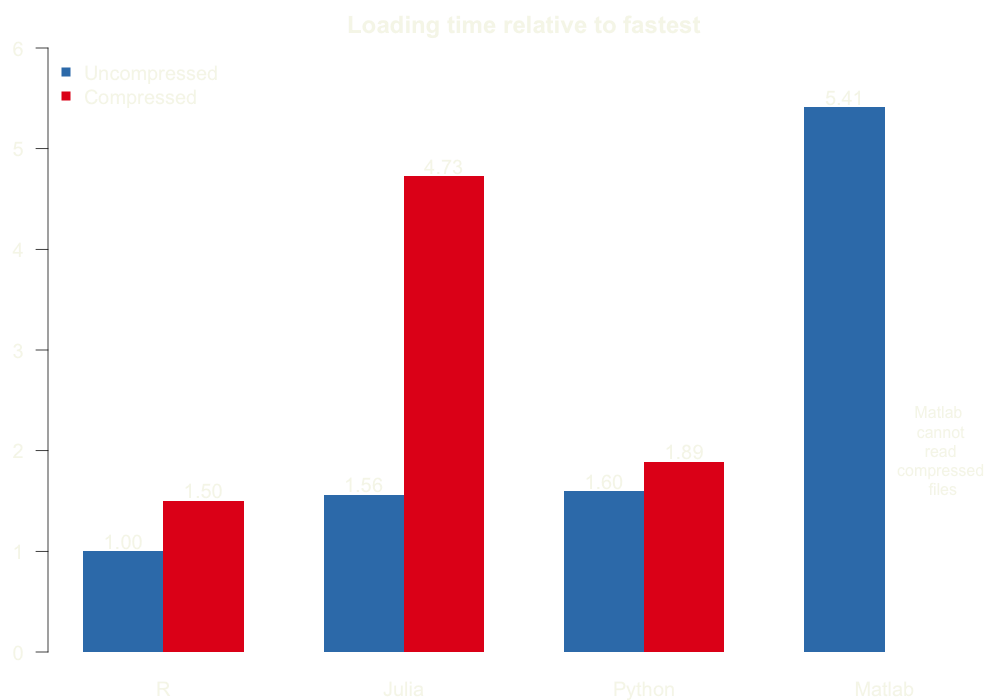 Loading time relative to fastest
6
5
4
3
2
1
0
Uncompressed
Compressed
1.00
1.50
1.56
4.73
1.60
1.89
5.41
Matlab
cannot
read
compressed
files
R
Julia
Python
Matlab